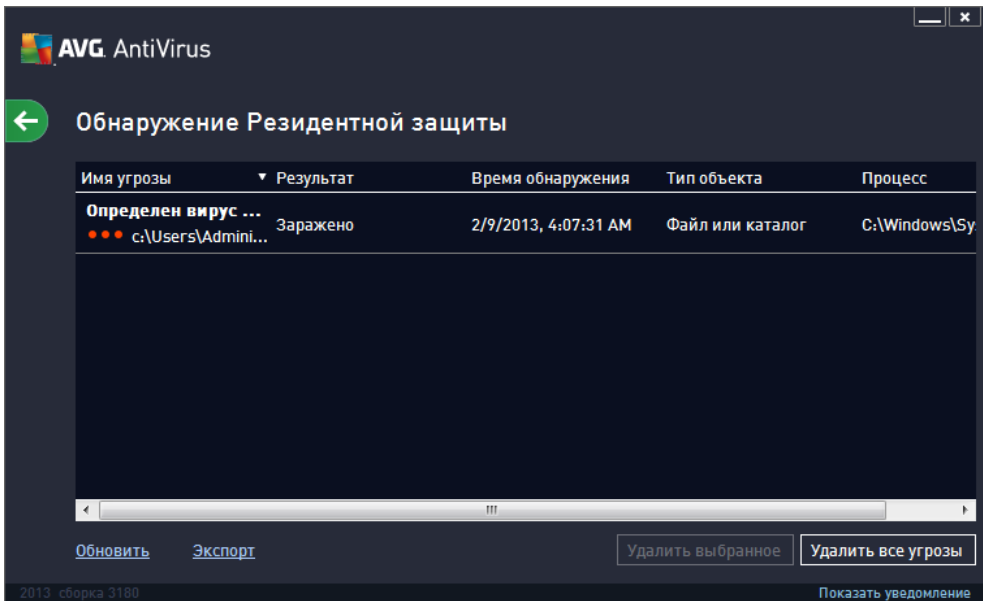 AVG. AntiVirus
Обнаружение Резидентной защиты
Имя угрозы Результат Время обнаружения Тип объекта Процесс
Определен вирус ...
c:\Users\Admini... Заражено 2/9/2013, 4:07:31 AM Файл или каталог C:\Windows\Sy
Обновить Экспорт Удалить выбранное Удалить все угрозы
2013 сборка 3180 Показать уведомление